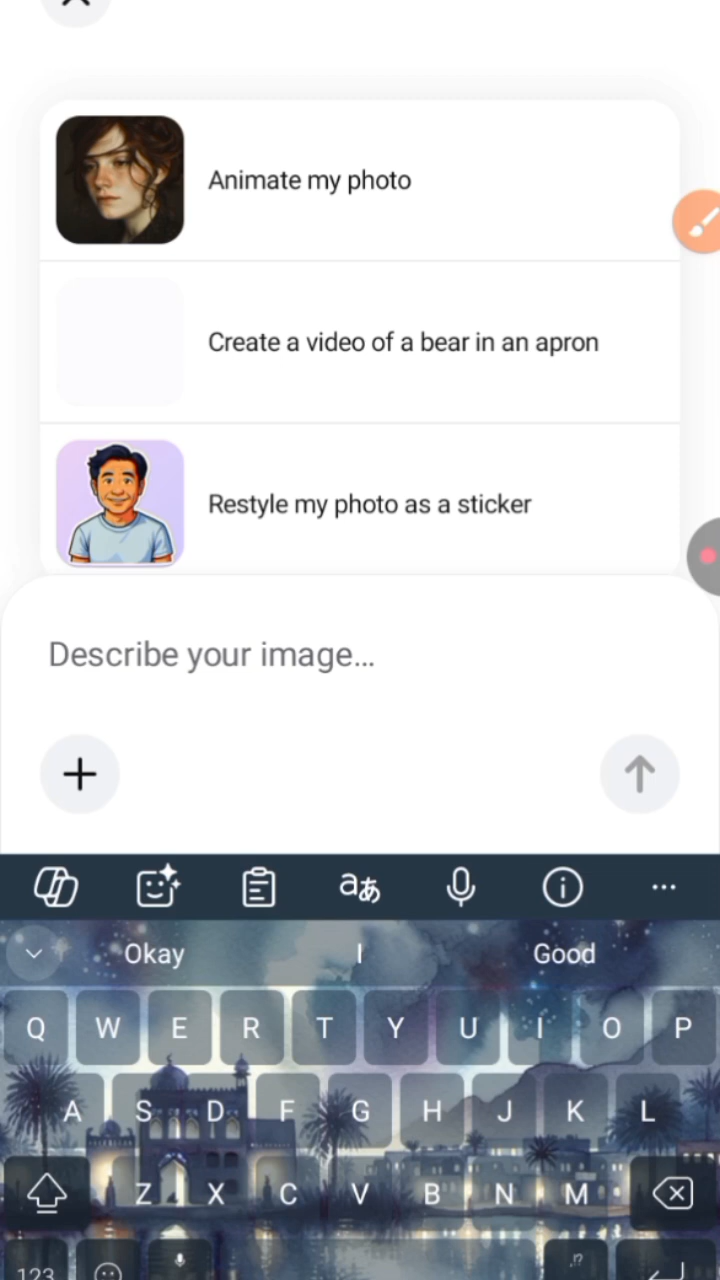 Animate my photo
Create a video of a bear in an apron
Restyle my photo as a sticker
Describe your image...
aあ
Okay I Good
Q W E R T Y U I O P
A S D F G H J K L
Z X C V B N M
123 ,!?